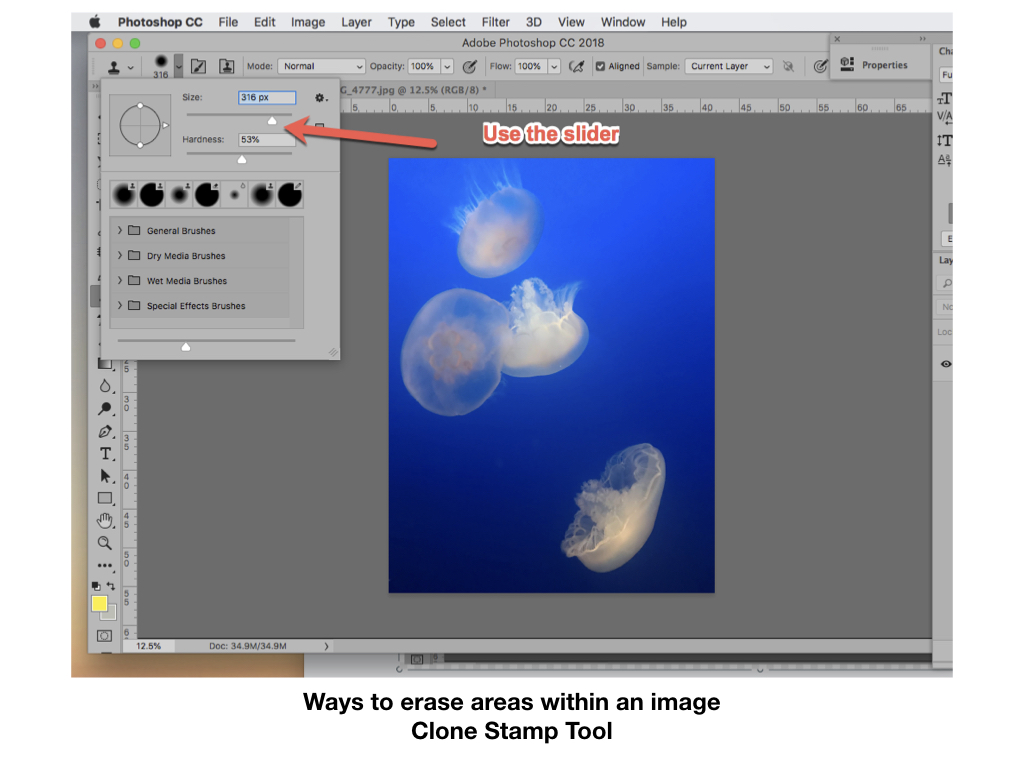 Photoshop CC File Edit Image Layer Type Select Filter 3D View Window Help
Adobe Photoshop CC 2018
316 Mode: Normal Opacity: 100% Flow: 100% Aligned Sample: Current Layer
Properties
Size: 316 px
G_4777.jpg @ 12.5% (RGB/8) *
5 0 5 10 15 20 25 30 35 40 45 50 55 60 65
Use the slider
Hardness: 53%
General Brushes
Dry Media Brushes
Wet Media Brushes
Special Effects Brushes
12.5% Doc: 34.9M/34.9M
Ways to erase areas within an image
Clone Stamp Tool